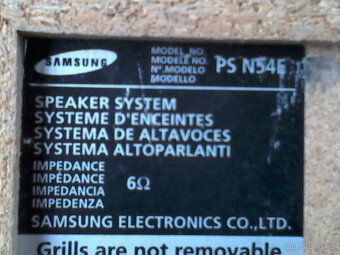 SAMSUNG
MODEL NO.
MODÈLE NO.
Nº.MODELO
MODELLO
PS N54E
SPEAKER SYSTEM
SYSTEME D'ENCEINTES
SYSTEMA DE ALTAVOCES
SYSTEMA ALTOPARLANTI
IMPEDANCE
IMPÉDANCE
IMPEDANCIA
IMPEDENZA
6Ω
SAMSUNG ELECTRONICS CO.,LTD.
Grills are not removable